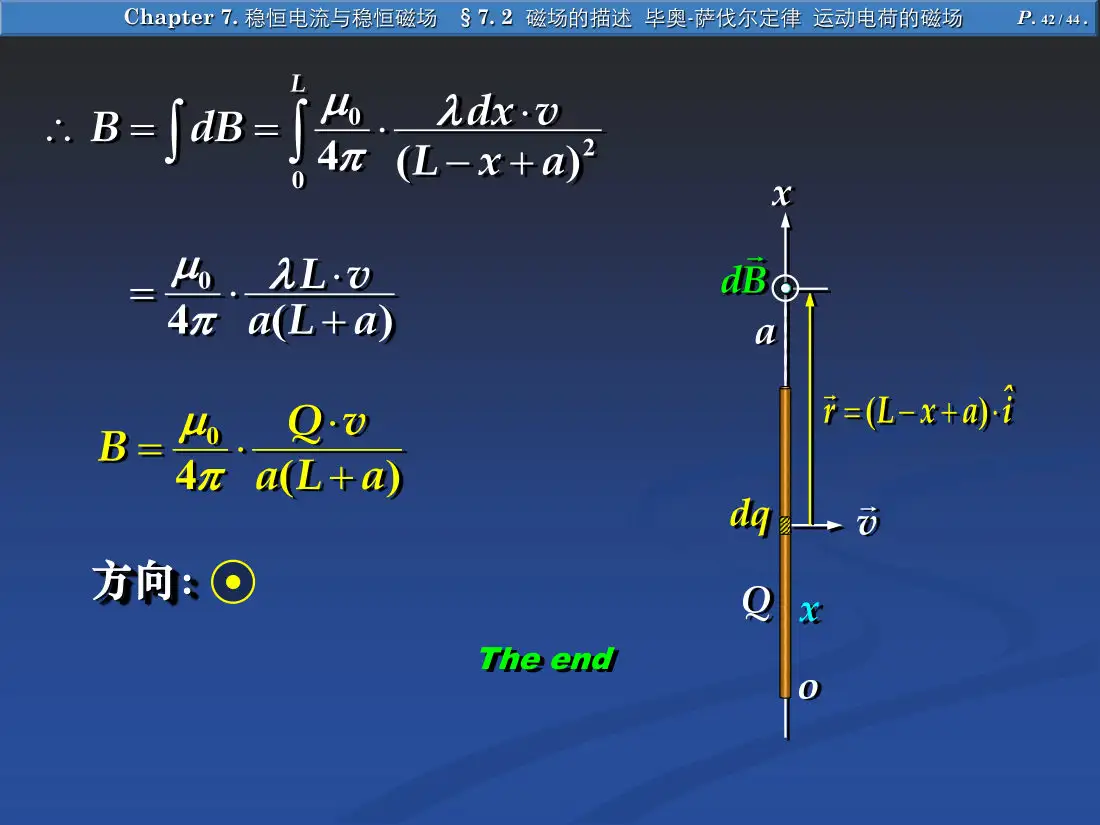 Chapter 7. 稳恒电流与稳恒磁场 §7. 2 磁场的描述 毕奥-萨伐尔定律 运动电荷的磁场 P. 42 / 44 .
∴ B = ∫dB = ∫₀ᴸ μ₀/4π · λdx·v/(L − x + a)²
= μ₀/4π · λL·v/a(L + a)
B = μ₀/4π · Q·v/a(L + a)
方向: ⊙
The end
x
dB⃗
a
r⃗ = (L − x + a)·î
dq
v⃗
Q
x
o